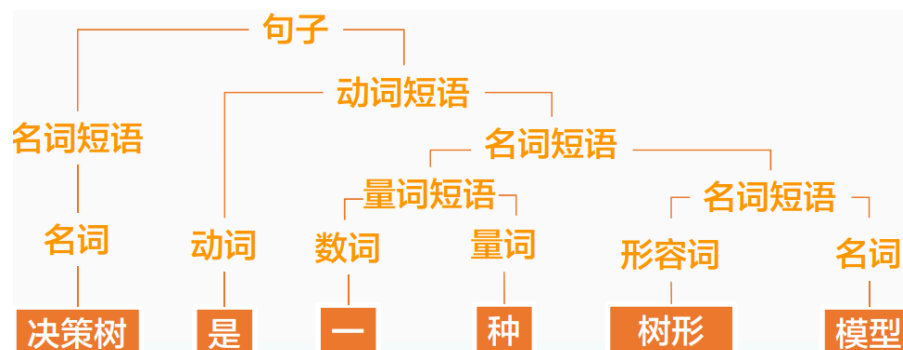 句子
动词短语
名词短语
名词短语
量词短语
名词短语
名词 动词 数词 量词 形容词 名词
决策树 是 一 种 树形 模型